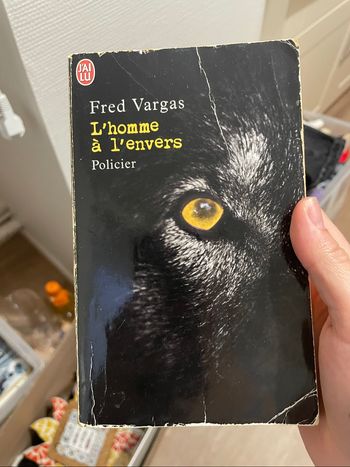 J'AI
LU
Fred Vargas
L'homme
à l'envers
Policier